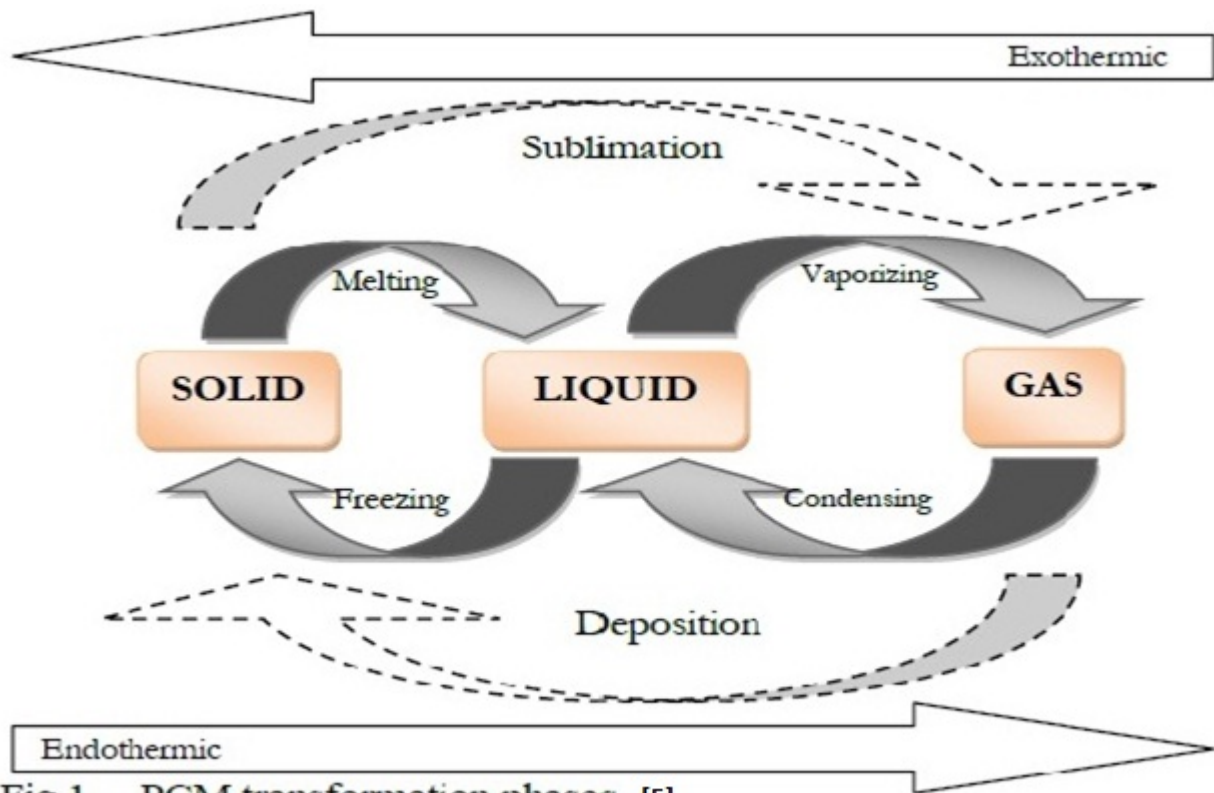 Exothermic
Sublimation
Melting
Vaporizing
SOLID
LIQUID
GAS
Freezing
Condensing
Deposition
Endothermic
Fig 1. PCM transformation phases [5]